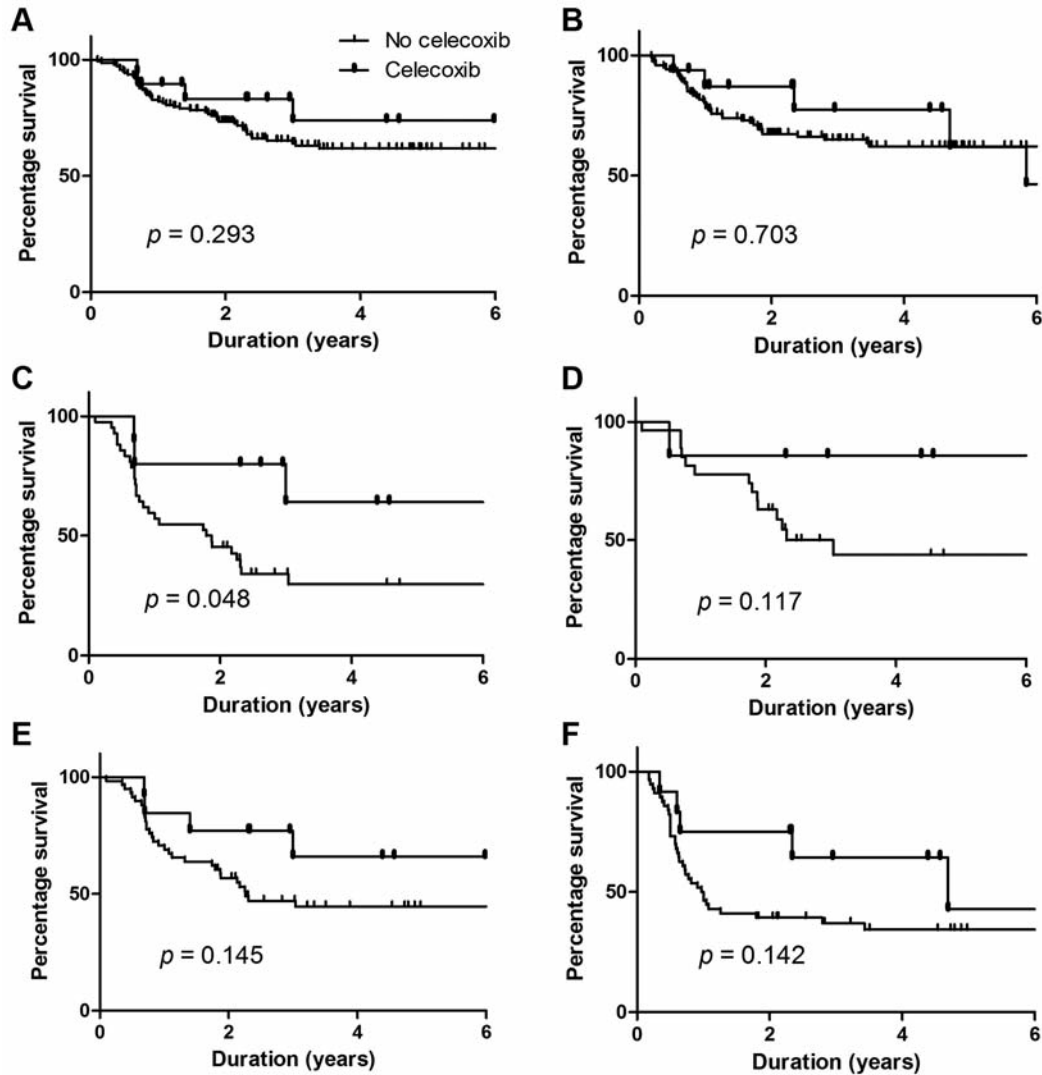 A
No celecoxib
Celecoxib
Percentage survival
100
50
0
p = 0.293
0 2 4 6
Duration (years)
B
Percentage survival
100
50
0
p = 0.703
0 2 4 6
Duration (years)
C
Percentage survival
100
50
0
p = 0.048
0 2 4 6
Duration (years)
D
Percentage survival
100
50
0
p = 0.117
0 2 4 6
Duration (years)
E
Percentage survival
100
50
0
p = 0.145
0 2 4 6
Duration (years)
F
Percentage survival
100
50
0
p = 0.142
0 2 4 6
Duration (years)